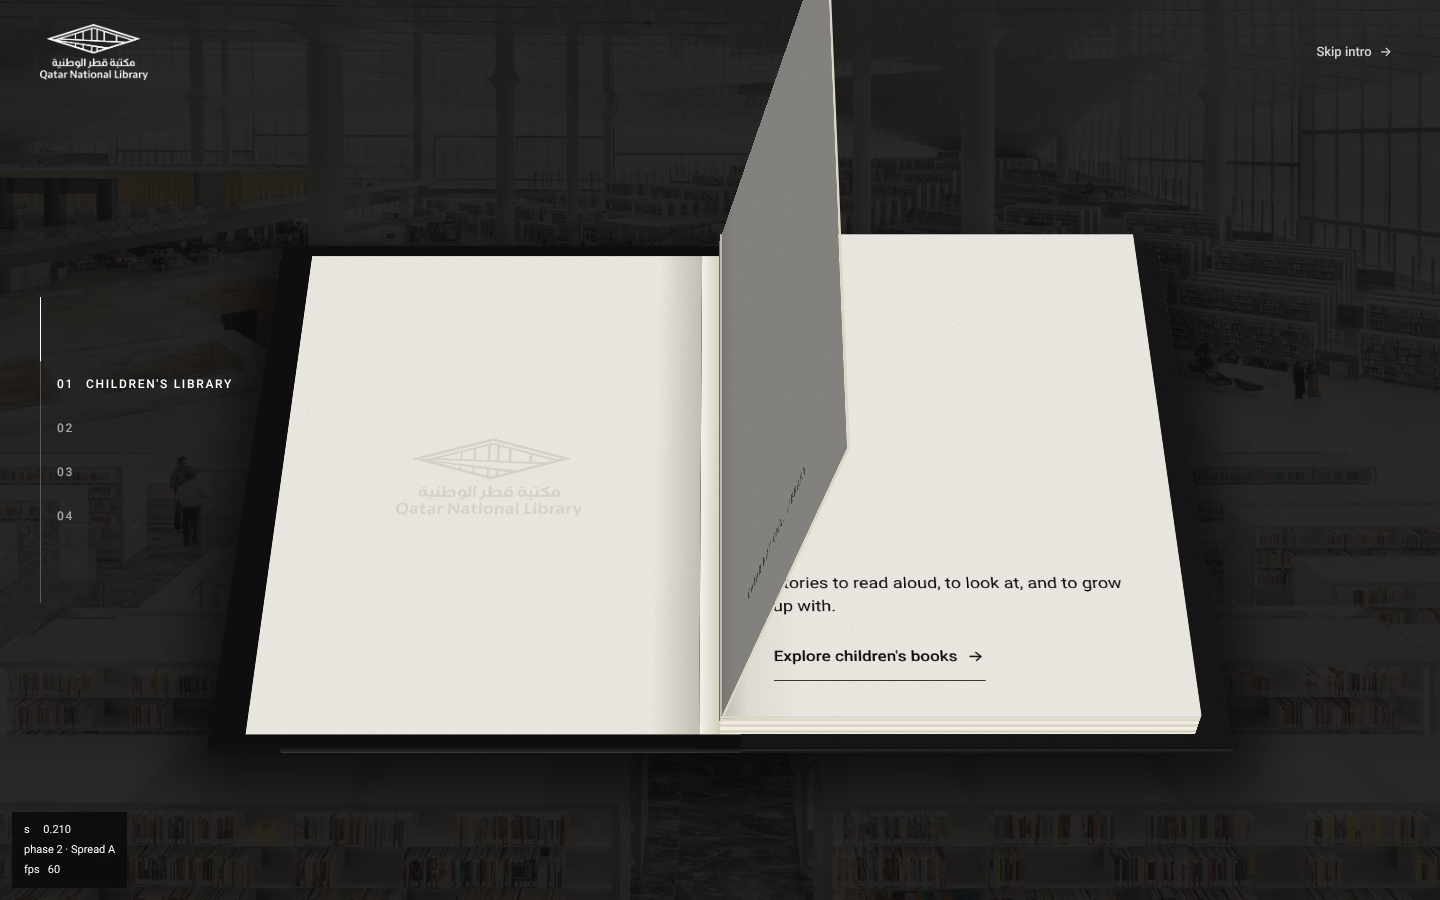 مكتبة قطر الوطنية
Qatar National Library
Skip intro →
01 CHILDREN'S LIBRARY
02
03
04
مكتبة قطر الوطنية
Qatar National Library
to read aloud, to look at, and to grow
up with.
Explore children's books →
s 0.210
phase 2 · Spread A
fps 60